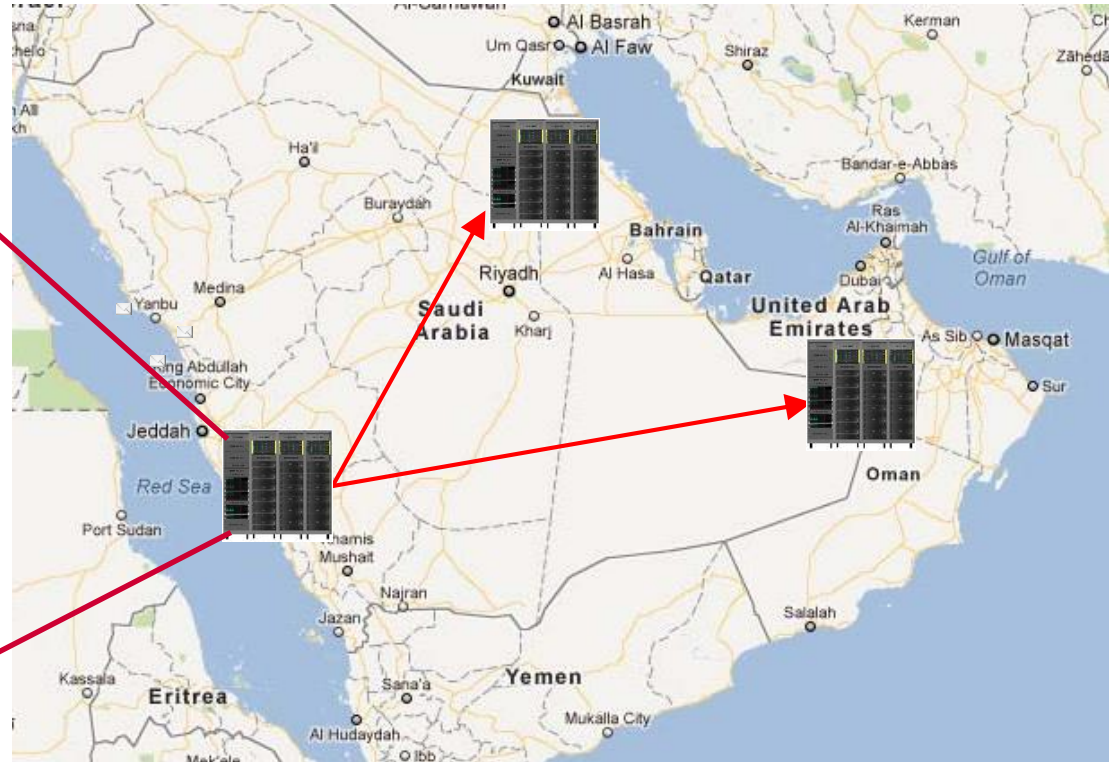 Al Basrah
Um Qasr
Al Faw
Kerman
Shiraz
Kuwait
Ha'il
Bandar-e-Abbas
Buraydah
Ras
Al-Khaimah
Bahrain
Gulf of
Oman
Riyadh
Al Hasa
Qatar
Dubai
Medina
Yanbu
Saudi
Arabia
Kharj
United Arab
Emirates
As Sib
Masqat
King Abdullah
Economic City
Sur
Jeddah
Oman
Red Sea
Port Sudan
Khamis
Mushait
Najran
Jazan
Salalah
Kassala
Eritrea
Sana'a
Yemen
Mukalla City
Al Hudaydah
Ibb